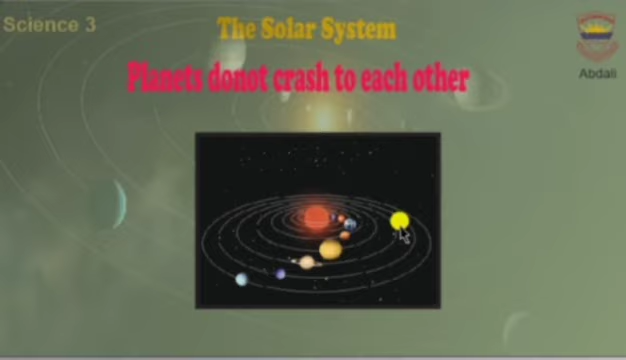 Science 3
The Solar System
Abdali
Planets donot crash to each other